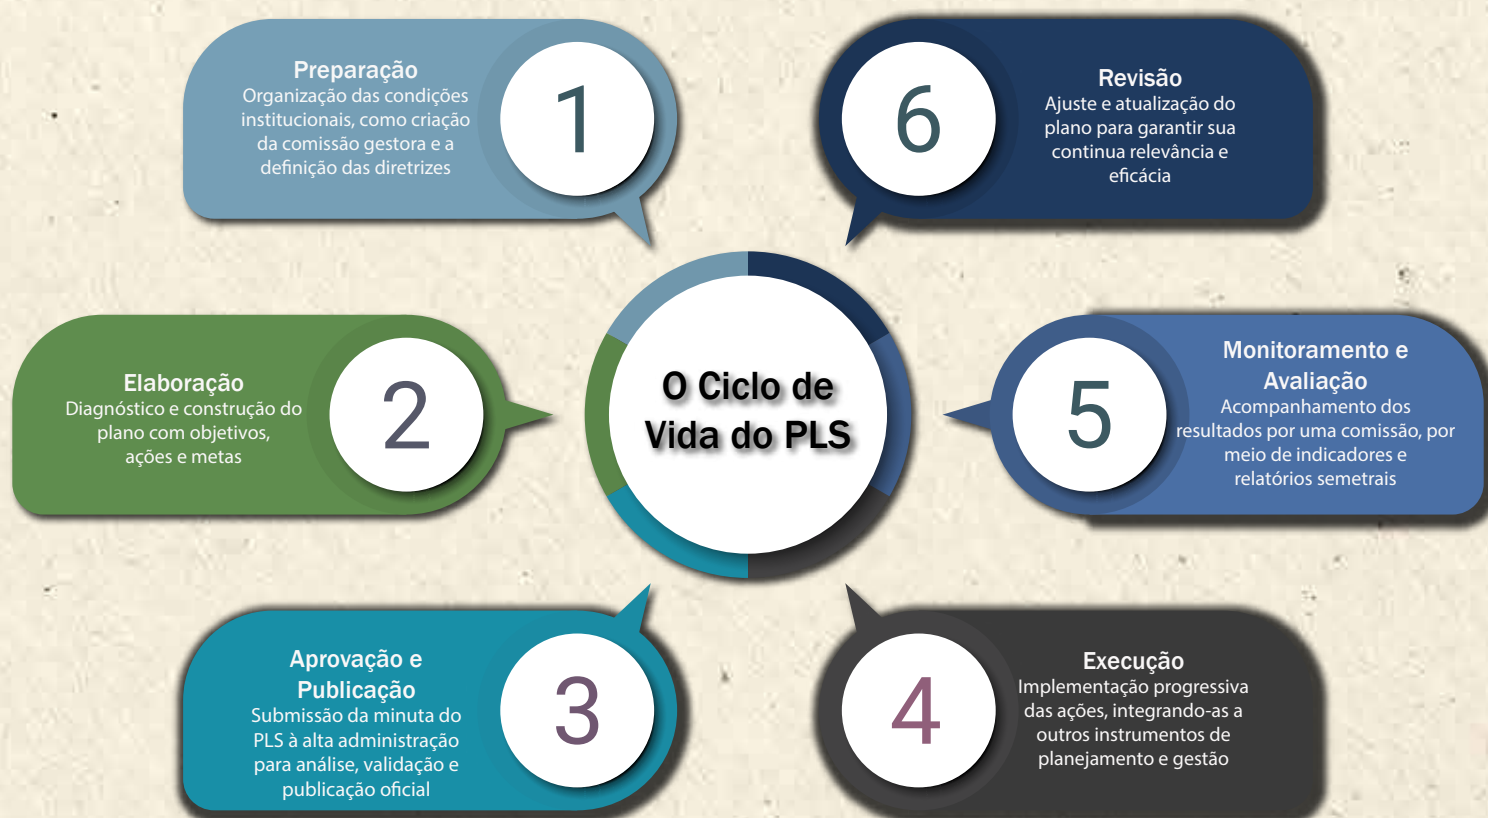 O Ciclo de
Vida do PLS
1
Preparação
Organização das condições
institucionais, como criação
da comissão gestora e a
definição das diretrizes
2
Elaboração
Diagnóstico e construção do
plano com objetivos,
ações e metas
3
Aprovação e
Publicação
Submissão da minuta do
PLS à alta administração
para análise, validação e
publicação oficial
4
Execução
Implementação progressiva
das ações, integrando-as a
outros instrumentos de
planejamento e gestão
5
Monitoramento e
Avaliação
Acompanhamento dos
resultados por uma comissão, por
meio de indicadores e
relatórios semetrais
6
Revisão
Ajuste e atualização do
plano para garantir sua
continua relevância e
eficácia